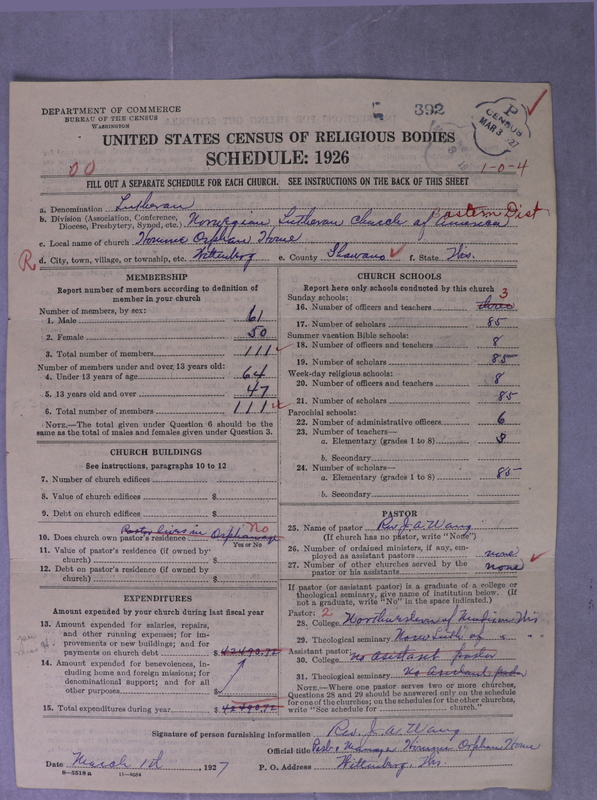 DEPARTMENT OF COMMERCE
BUREAU OF THE CENSUS
WASHINGTON
392
P
CENSUS
MAR 3 '27
UNITED STATES CENSUS OF RELIGIOUS BODIES
SCHEDULE: 1926
1-0-4
FILL OUT A SEPARATE SCHEDULE FOR EACH CHURCH. SEE INSTRUCTIONS ON THE BACK OF THIS SHEET
a. Denomination Lutheran
b. Division (Association, Conference, Diocese, Presbytery, Synod, etc.) Norwegian Lutheran Church of America Eastern Dist
c. Local name of church Homme Orphan Home
R d. City, town, village, or township, etc. Wittenberg e. County Shawano f. State Wis.
MEMBERSHIP
Report number of members according to definition of member in your church
Number of members, by sex:
1. Male 61
2. Female 50
3. Total number of members 111
Number of members under and over 13 years old:
4. Under 13 years of age 64
5. 13 years old and over 47
6. Total number of members 111
NOTE.—The total given under Question 6 should be the same as the total of males and females given under Question 3.
CHURCH BUILDINGS
See instructions, paragraphs 10 to 12
7. Number of church edifices
8. Value of church edifices $
9. Debt on church edifices $
10. Does church own pastor's residence Pastor lives in Orphanage No
Yes or No
11. Value of pastor's residence (if owned by church) $
12. Debt on pastor's residence (if owned by church) $
EXPENDITURES
Amount expended by your church during last fiscal year
13. Amount expended for salaries, repairs, and other running expenses; for improvements or new buildings; and for payments on church debt $ 42490.72
14. Amount expended for benevolences, including home and foreign missions; for denominational support; and for all other purposes $
15. Total expenditures during year $ 42490.72
CHURCH SCHOOLS
Report here only schools conducted by this church
Sunday schools:
16. Number of officers and teachers three 3
17. Number of scholars 85
Summer vacation Bible schools:
18. Number of officers and teachers 8
19. Number of scholars 85
Week-day religious schools:
20. Number of officers and teachers 8
21. Number of scholars 85
Parochial schools:
22. Number of administrative officers 6
23. Number of teachers—
a. Elementary (grades 1 to 8)
b. Secondary
24. Number of scholars—
a. Elementary (grades 1 to 8) 85
b. Secondary
PASTOR
25. Name of pastor Rev. J. A. Wang
(If church has no pastor, write "None")
26. Number of ordained ministers, if any, employed as assistant pastors none
27. Number of other churches served by the pastor or his assistants none
If pastor (or assistant pastor) is a graduate of a college or theological seminary, give name of institution below. (If not a graduate, write "No" in the space indicated.)
Pastor: 2
28. College
29. Theological seminary
Assistant pastor:
30. College no asistant pastor
31. Theological seminary no asistant pastor
NOTE.—Where one pastor serves two or more churches, Questions 28 and 29 should be answered only on the schedule for one of the churches; on the schedules for the other churches, write "See schedule for church."
Signature of person furnishing information Rev. J. A. Wang
Official title Pastor & Manager Homme Orphan Home
Date March 1st, 1927 P. O. Address Wittenberg, Wis.
8—5518 a 11—8684